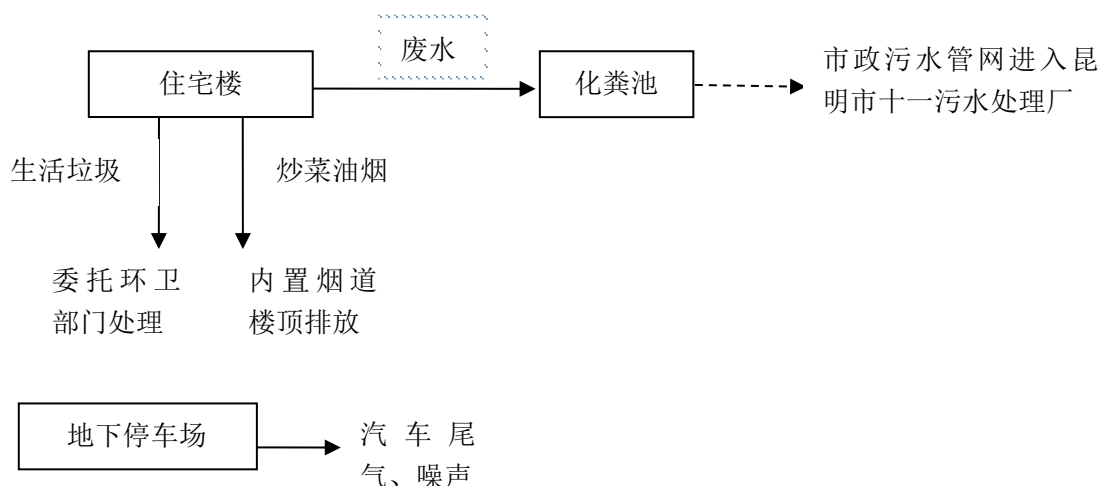 废水
住宅楼
化粪池
市政污水管网进入昆
明市十一污水处理厂
生活垃圾
炒菜油烟
委托环卫
部门处理
内置烟道
楼顶排放
地下停车场
汽车尾
气、噪声